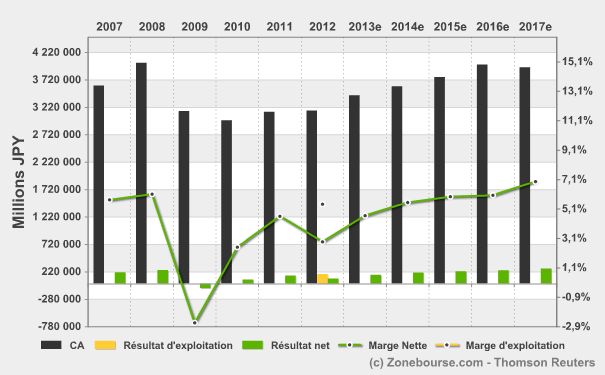 2007 2008 2009 2010 2011 2012 2013e 2014e 2015e 2016e 2017e
Millions JPY
4 220 000
3 720 000
3 220 000
2 720 000
2 220 000
1 720 000
1 220 000
720 000
220 000
-280 000
-780 000
15,1%
13,1%
11,1%
9,1%
7,1%
5,1%
3,1%
1,1%
-0,9%
-2,9%
CA Résultat d'exploitation Résultat net Marge Nette Marge d'exploitation
(c) Zonebourse.com - Thomson Reuters